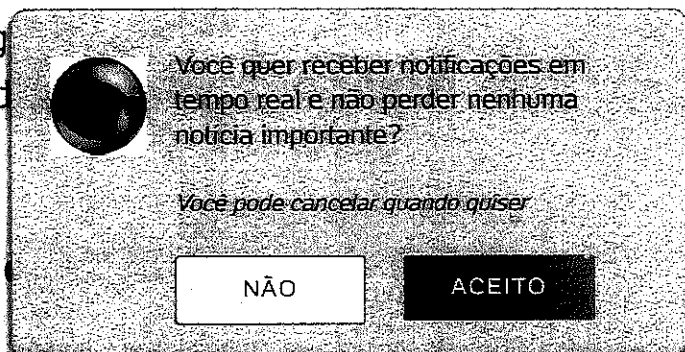 Você quer receber notificações em
tempo real e não perder nenhuma
notícia importante?
Você pode cancelar quando quiser
NÃO
ACEITO